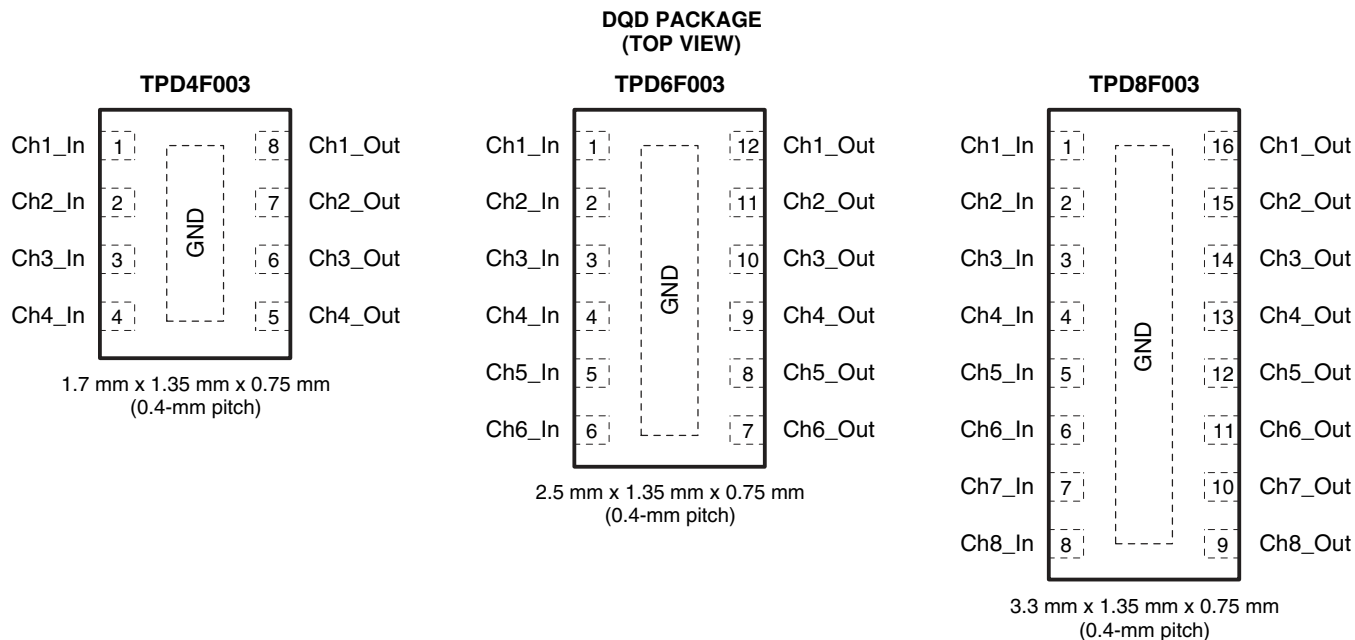 DQD PACKAGE
(TOP VIEW)
TPD4F003
Ch1_In 1 8 Ch1_Out
Ch2_In 2 7 Ch2_Out
Ch3_In 3 6 Ch3_Out
Ch4_In 4 5 Ch4_Out
GND
1.7 mm x 1.35 mm x 0.75 mm
(0.4-mm pitch)
TPD6F003
Ch1_In 1 12 Ch1_Out
Ch2_In 2 11 Ch2_Out
Ch3_In 3 10 Ch3_Out
Ch4_In 4 9 Ch4_Out
Ch5_In 5 8 Ch5_Out
Ch6_In 6 7 Ch6_Out
GND
2.5 mm x 1.35 mm x 0.75 mm
(0.4-mm pitch)
TPD8F003
Ch1_In 1 16 Ch1_Out
Ch2_In 2 15 Ch2_Out
Ch3_In 3 14 Ch3_Out
Ch4_In 4 13 Ch4_Out
Ch5_In 5 12 Ch5_Out
Ch6_In 6 11 Ch6_Out
Ch7_In 7 10 Ch7_Out
Ch8_In 8 9 Ch8_Out
GND
3.3 mm x 1.35 mm x 0.75 mm
(0.4-mm pitch)